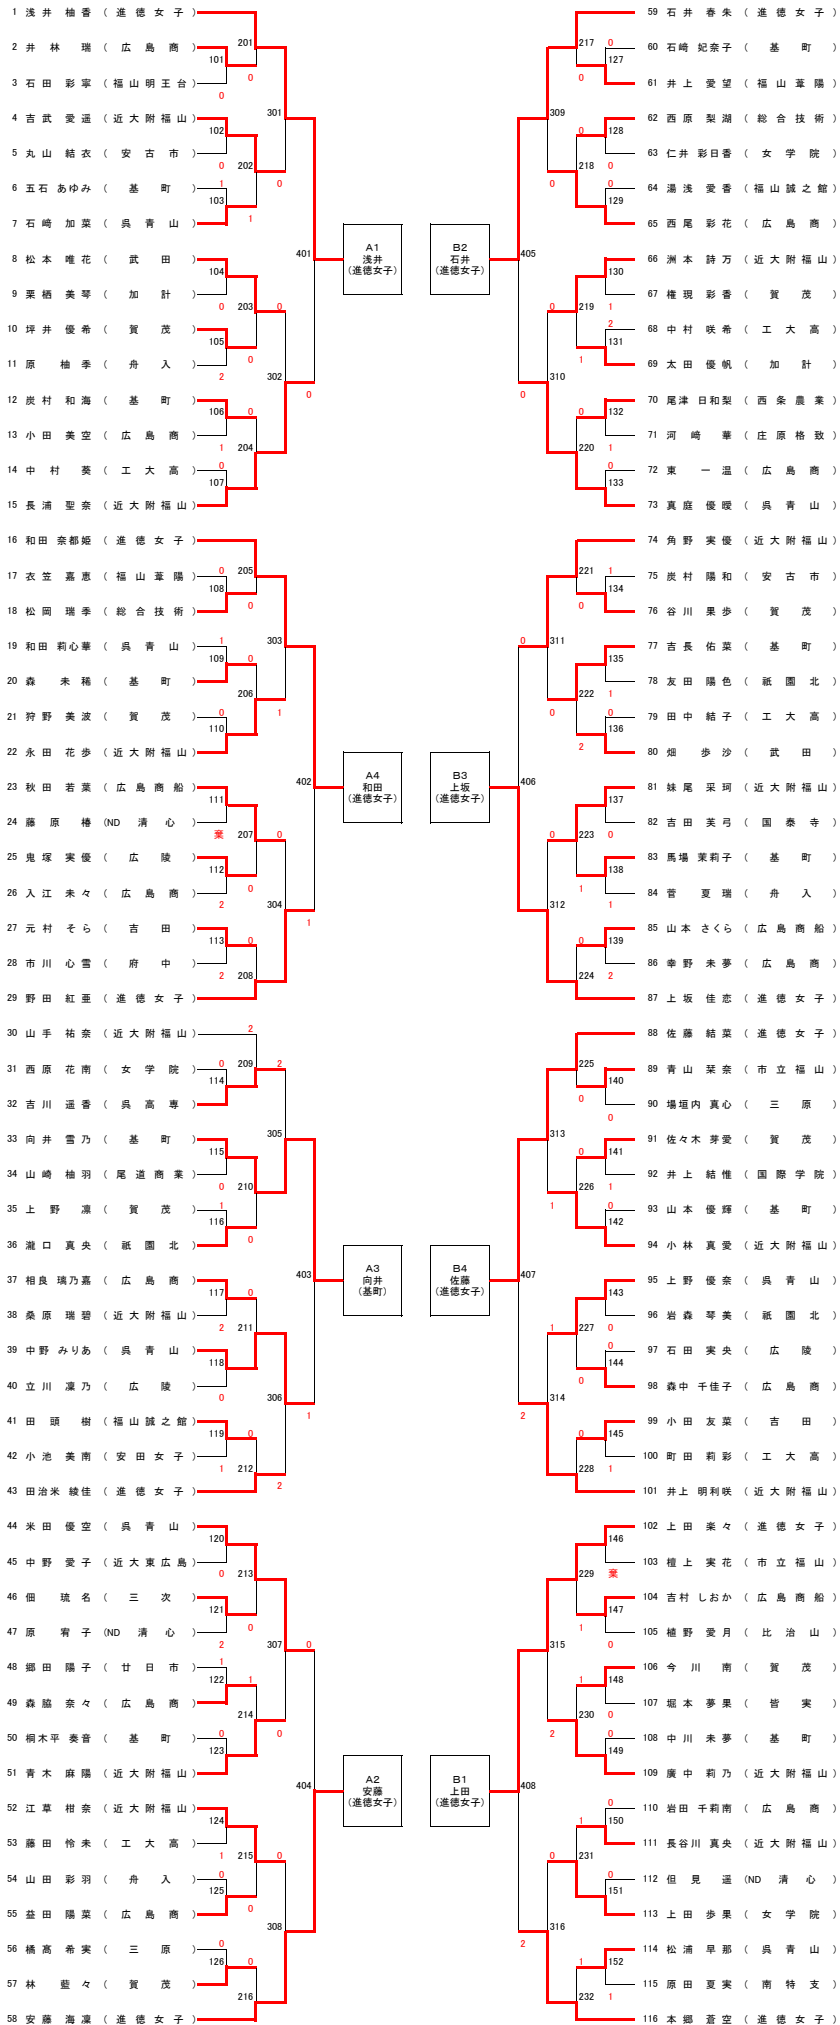 1 浅井 柚香 (進徳女子)
2 井林 瑞 (広島商)
3 石田 彩寧 (福山明王台)
4 吉武 愛遥 (近大附福山)
5 丸山 結衣 (安古市)
6 五石 あゆみ (基町)
7 石﨑 加菜 (呉青山)
8 松本 唯花 (武田)
9 栗栖 美琴 (加計)
10 坪井 優希 (賀茂)
11 原 柚季 (舟入)
12 炭村 和海 (基町)
13 小田 美空 (広島商)
14 中村 葵 (工大高)
15 長浦 聖奈 (近大附福山)
16 和田 奈都姫 (進徳女子)
17 衣笠 嘉恵 (福山葦陽)
18 松岡 瑞季 (総合技術)
19 和田 莉心華 (呉青山)
20 森 未稀 (基町)
21 狩野 美波 (賀茂)
22 永田 花歩 (近大附福山)
23 秋田 若葉 (広島商船)
24 藤原 椿 (ND清心)
25 鬼塚 実優 (広陵)
26 入江 未々 (広島商)
27 元村 そら (吉田)
28 市川 心雪 (府中)
29 野田 紅亜 (進徳女子)
30 山手 祐奈 (近大附福山)
31 西原 花南 (女学院)
32 吉川 遥香 (呉高専)
33 向井 雪乃 (基町)
34 山崎 柚羽 (尾道商業)
35 上野 凛 (賀茂)
36 瀧口 真央 (祇園北)
37 相良 璃乃嘉 (広島商)
38 桑原 瑞碧 (近大附福山)
39 中野 みりあ (呉青山)
40 立川 凜乃 (広陵)
41 田頭 樹 (福山誠之館)
42 小池 美南 (安田女子)
43 田治米 綾佳 (進徳女子)
44 米田 優空 (呉青山)
45 中野 愛子 (近大東広島)
46 佃 琉名 (三次)
47 原 宥子 (ND清心)
48 郷田 陽子 (廿日市)
49 森脇 奈々 (広島商)
50 桐木平 奏音 (基町)
51 青木 麻陽 (近大附福山)
52 江草 柑奈 (近大附福山)
53 藤田 怜未 (工大高)
54 山田 彩羽 (舟入)
55 益田 陽菜 (広島商)
56 橘髙 希実 (三原)
57 林 藍々 (賀茂)
58 安藤 海凜 (進徳女子)
A1
浅井
(進徳女子)
A4
和田
(進徳女子)
A3
向井
(基町)
A2
安藤
(進徳女子)
B2
石井
(進徳女子)
B3
上坂
(進徳女子)
B4
佐藤
(進徳女子)
B1
上田
(進徳女子)
59 石井 春朱 (進徳女子)
60 石﨑 妃奈子 (基町)
61 井上 愛望 (福山葦陽)
62 西原 梨湖 (総合技術)
63 仁井 彩日香 (女学院)
64 湯浅 愛香 (福山誠之館)
65 西尾 彩花 (広島商)
66 洲本 詩万 (近大附福山)
67 権現 彩香 (賀茂)
68 中村 咲希 (工大高)
69 太田 優帆 (加計)
70 尾津 日和梨 (西条農業)
71 河﨑 華 (庄原格致)
72 東 一温 (広島商)
73 真庭 優曖 (呉青山)
74 角野 実優 (近大附福山)
75 炭村 陽和 (安古市)
76 谷川 果歩 (賀茂)
77 吉長 佑菜 (基町)
78 友田 陽色 (祇園北)
79 田中 結子 (工大高)
80 畑 歩沙 (武田)
81 妹尾 采珂 (近大附福山)
82 吉田 芙弓 (国泰寺)
83 馬場 茉莉子 (基町)
84 菅 夏瑞 (舟入)
85 山本 さくら (広島商船)
86 幸野 未夢 (広島商)
87 上坂 佳恋 (進徳女子)
88 佐藤 結菜 (進徳女子)
89 青山 栞奈 (市立福山)
90 場垣内 真心 (三原)
91 佐々木 芽愛 (賀茂)
92 井上 結惟 (国際学院)
93 山本 優輝 (基町)
94 小林 真愛 (近大附福山)
95 上野 優奈 (呉青山)
96 岩森 琴美 (祇園北)
97 石田 実央 (広陵)
98 森中 千佳子 (広島商)
99 小田 友菜 (吉田)
100 町田 莉彩 (工大高)
101 井上 明利咲 (近大附福山)
102 上田 楽々 (進徳女子)
103 檀上 実花 (市立福山)
104 吉村 しおか (広島商船)
105 植野 愛月 (比治山)
106 今川 南 (賀茂)
107 堀本 夢果 (皆実)
108 中川 未夢 (基町)
109 廣中 莉乃 (近大附福山)
110 岩田 千莉南 (広島商)
111 長谷川 真央 (近大附福山)
112 但見 遥 (ND清心)
113 上田 歩果 (女学院)
114 松浦 早那 (呉青山)
115 原田 夏実 (南特支)
116 本郷 蒼空 (進徳女子)